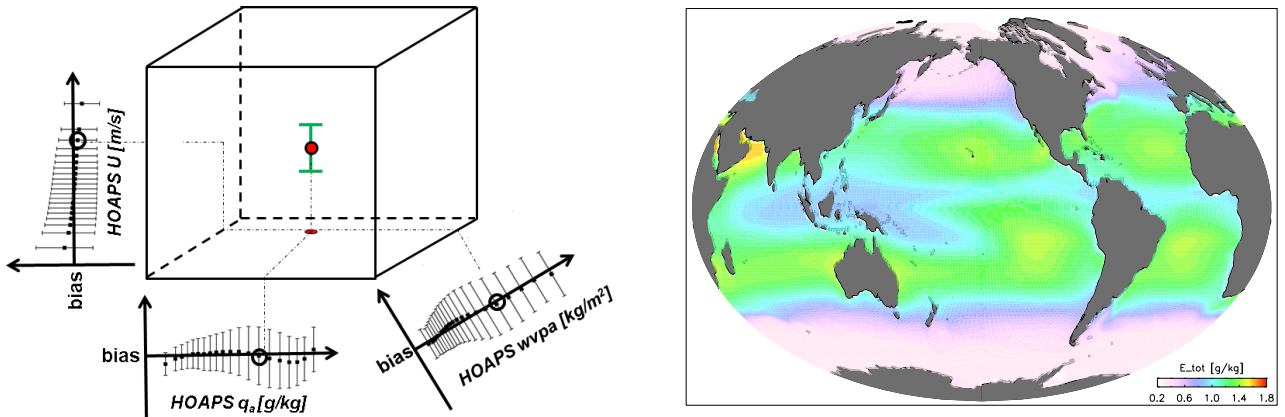 HOAPS U [m/s]
bias
bias
HOAPS qa [g/kg]
bias
HOAPS wvpa [kg/m²]
E_tot [g/kg]
0.2 0.6 1.0 1.4 1.8